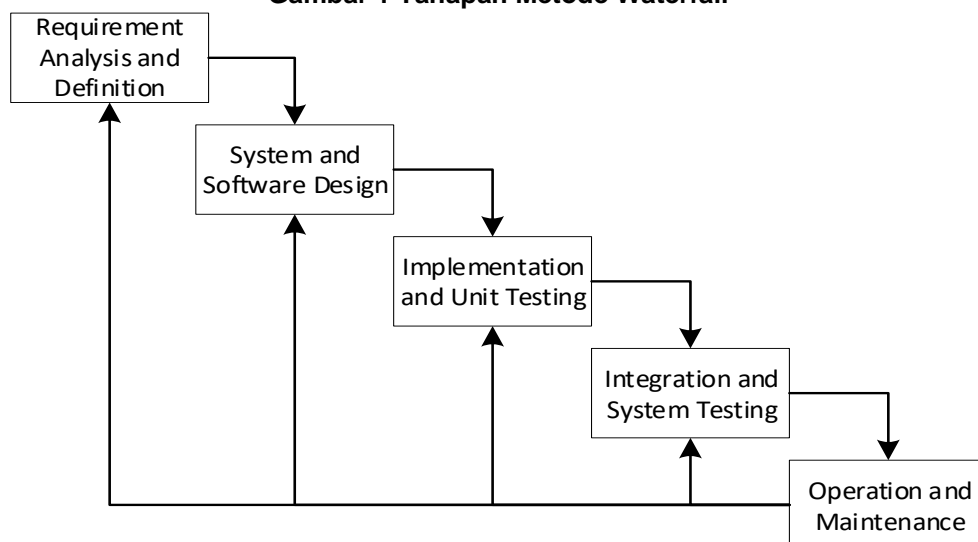 Gambar 1 Tahapan Metode Waterfall
Requirement
Analysis and
Definition
System and
Software Design
Implementation
and Unit Testing
Integration and
System Testing
Operation and
Maintenance